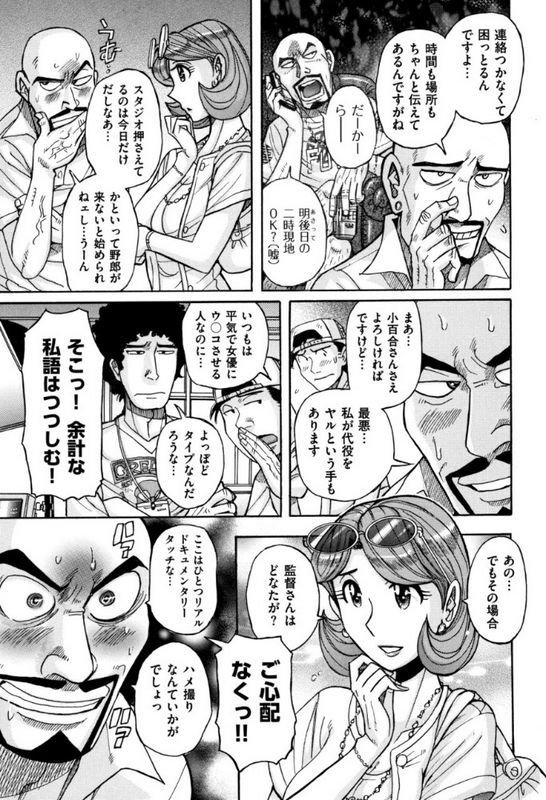 連絡つかなくて
困っとるん
ですよ…
時間も場所も
ちゃんと伝えて
あるんですがね
だーかー
らーー
明後日の
あさって
二時現地
OK?(嘘)
うむ…
スタジオ押さえて
るのは今日だけ
だしなあ…
かといって野郎が
来ないと始められ
ねェし…うーん
まあ…
小百合さんさえ
よろしければ
ですけど…
最悪…
私が代役を
ヤルという手も
あります
いつもは
平気で女優に
ウ○コさせる
人なのに…
よっぽど
タイプなんだ
ろうな…
そこっ!余計な
私語はつつしむ!
あの…
でもその場合
監督さんは
どなたが?
ご心配
なくっ!!
ここはひとつリアル
ドキュメンタリー
タッチな…
ハメ撮り
なんていかが
でしょっ